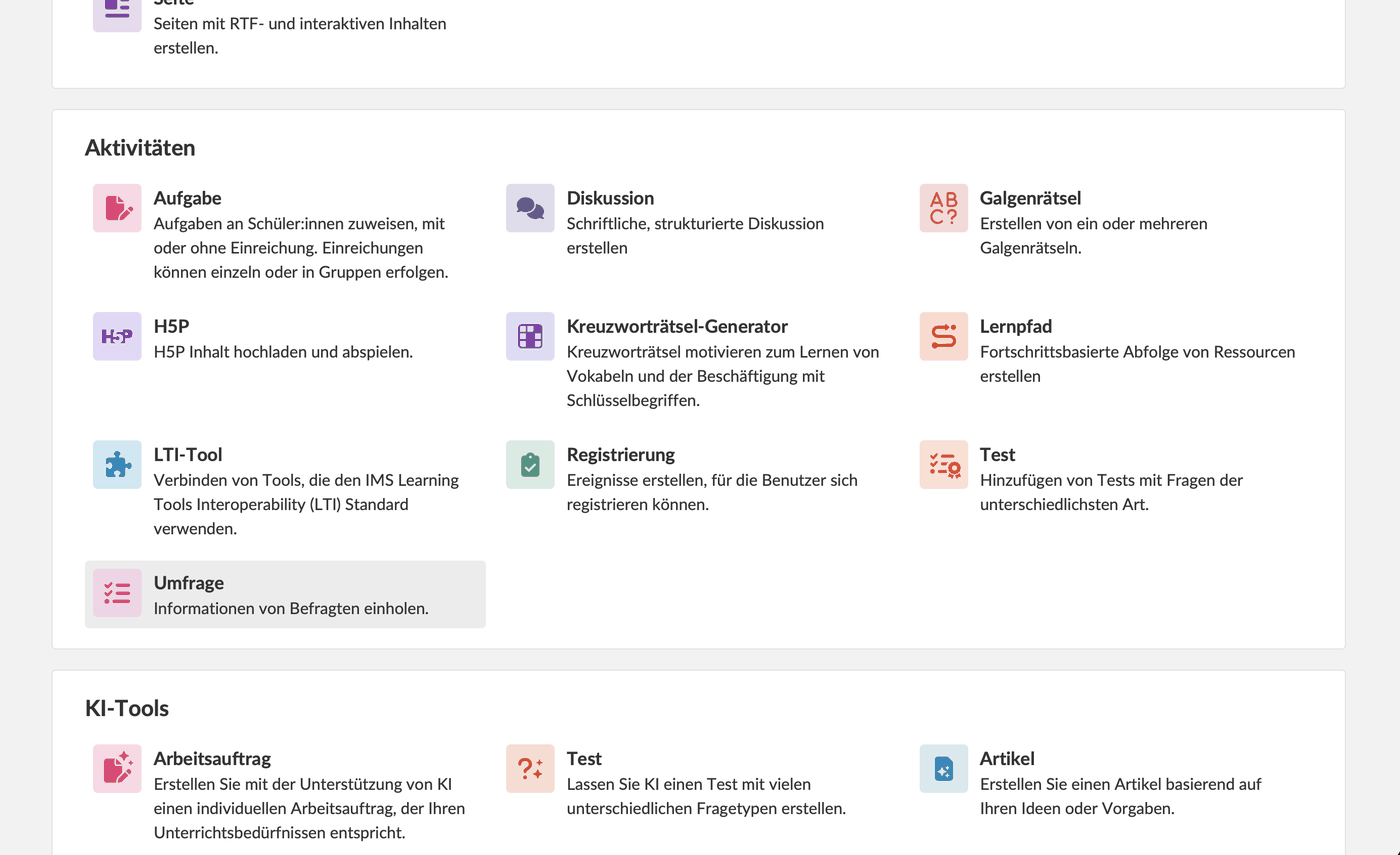 Seite
Seiten mit RTF- und interaktiven Inhalten
erstellen.
Aktivitäten
Aufgabe
Aufgaben an Schüler:innen zuweisen, mit
oder ohne Einreichung. Einreichungen
können einzeln oder in Gruppen erfolgen.
Diskussion
Schriftliche, strukturierte Diskussion
erstellen
AB
C?
Galgenrätsel
Erstellen von ein oder mehreren
Galgenrätseln.
H5P
H5P
H5P Inhalt hochladen und abspielen.
Kreuzworträtsel-Generator
Kreuzworträtsel motivieren zum Lernen von
Vokabeln und der Beschäftigung mit
Schlüsselbegriffen.
Lernpfad
Fortschrittsbasierte Abfolge von Ressourcen
erstellen
LTI-Tool
Verbinden von Tools, die den IMS Learning
Tools Interoperability (LTI) Standard
verwenden.
Registrierung
Ereignisse erstellen, für die Benutzer sich
registrieren können.
Test
Hinzufügen von Tests mit Fragen der
unterschiedlichsten Art.
Umfrage
Informationen von Befragten einholen.
KI-Tools
Arbeitsauftrag
Erstellen Sie mit der Unterstützung von KI
einen individuellen Arbeitsauftrag, der Ihren
Unterrichtsbedürfnissen entspricht.
?
Test
Lassen Sie KI einen Test mit vielen
unterschiedlichen Fragetypen erstellen.
Artikel
Erstellen Sie einen Artikel basierend auf
Ihren Ideen oder Vorgaben.